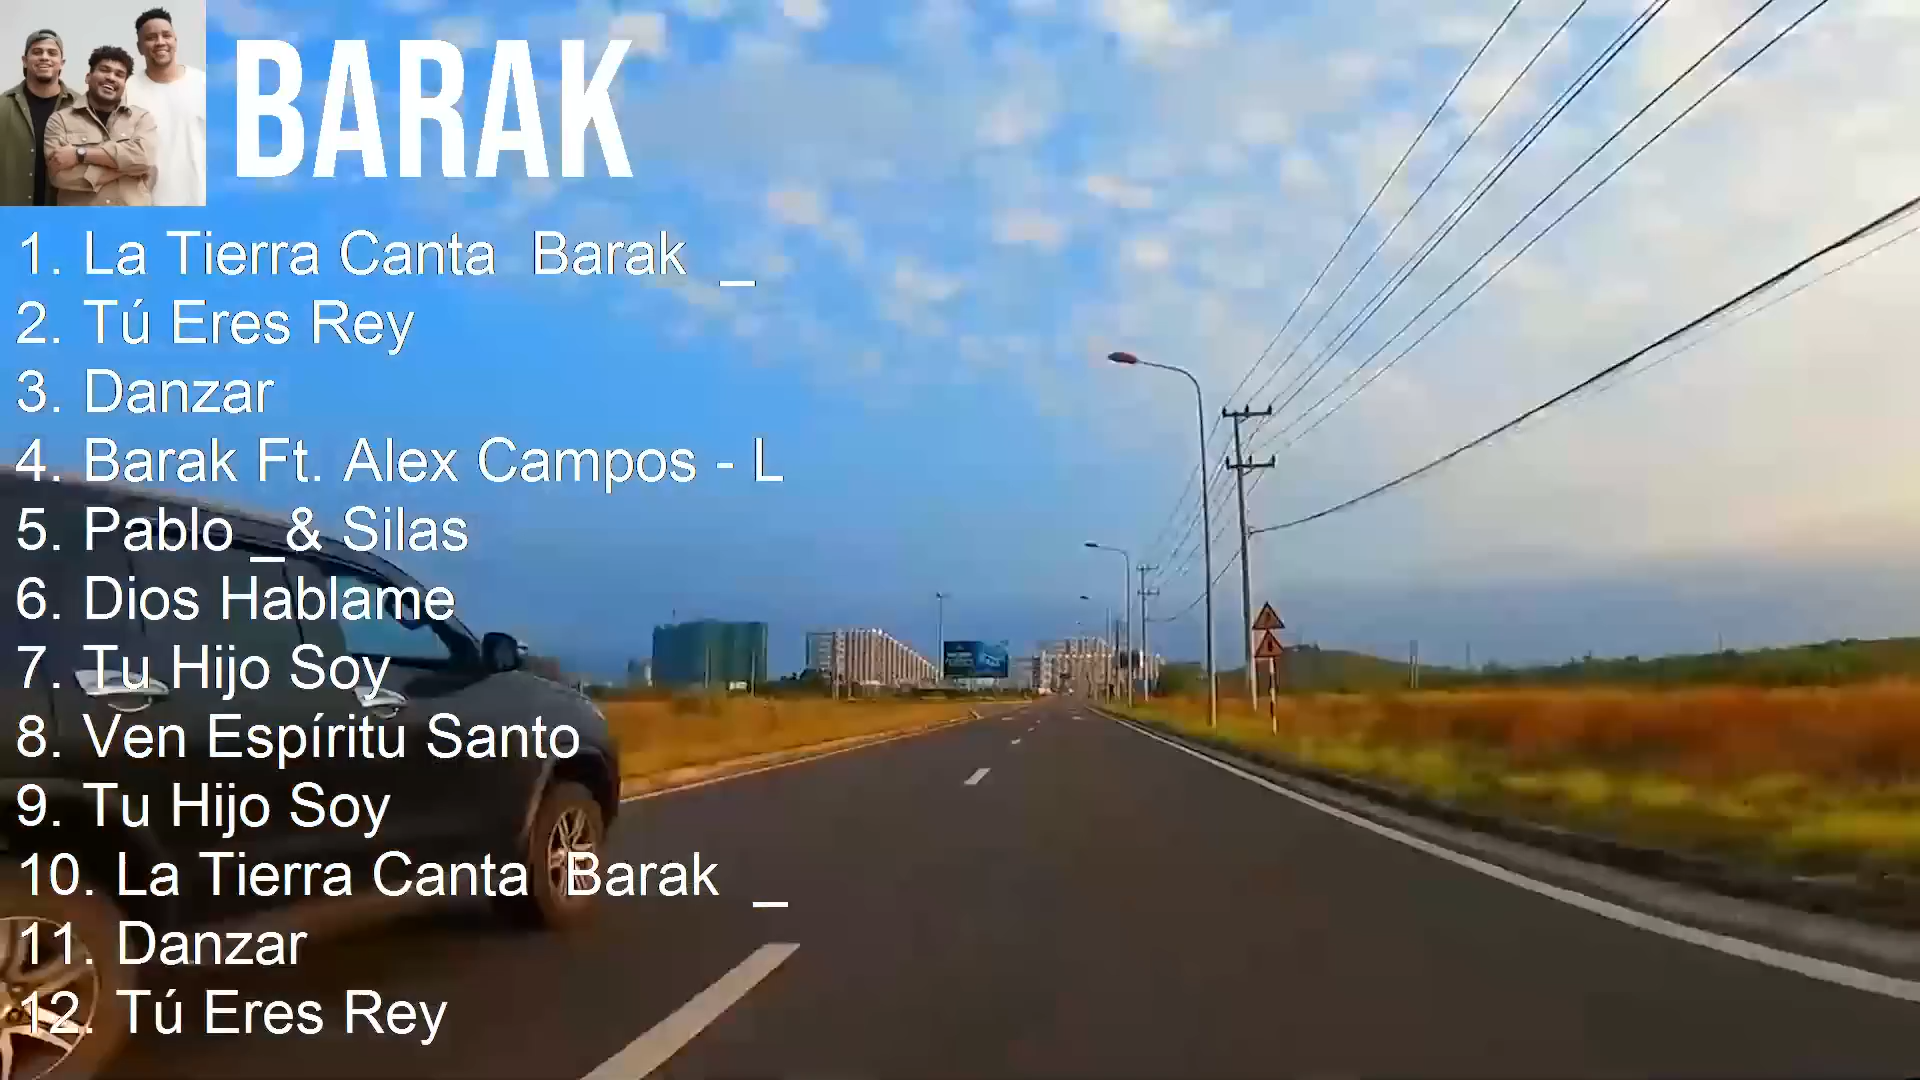 BARAK
1. La Tierra Canta  Barak  _
2. Tú Eres Rey
3. Danzar
4. Barak Ft. Alex Campos - L
5. Pablo _& Silas
6. Dios Hablame
7. Tu Hijo Soy
8. Ven Espíritu Santo
9. Tu Hijo Soy
10. La Tierra Canta  Barak  _
11. Danzar
12. Tú Eres Rey